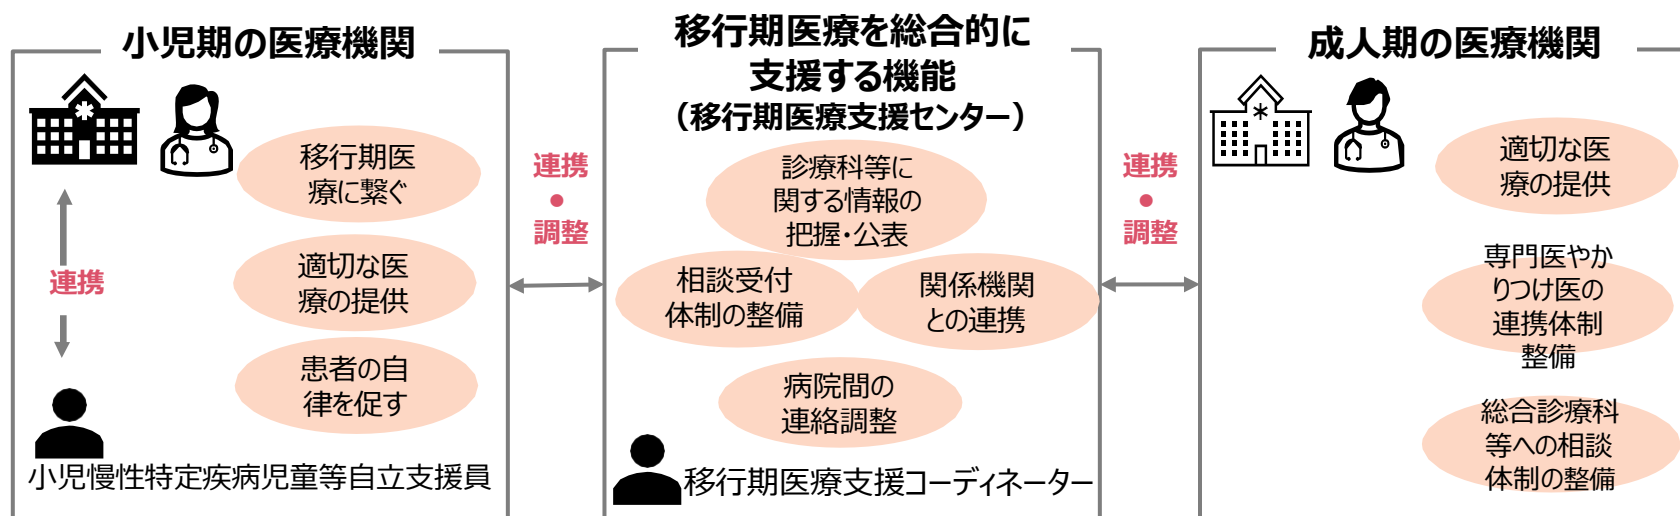 小児期の医療機関
移行期医
療に繋ぐ
適切な医
療の提供
患者の自
律を促す
連携
小児慢性特定疾病児童等自立支援員
連携
・
調整
移行期医療を総合的に
支援する機能
（移行期医療支援センター）
診療科等に
関する情報の
把握・公表
相談受付
体制の整備
関係機関
との連携
病院間の
連絡調整
移行期医療支援コーディネーター
連携
・
調整
成人期の医療機関
適切な医
療の提供
専門医やか
りつけ医の
連携体制
整備
総合診療科
等への相談
体制の整備